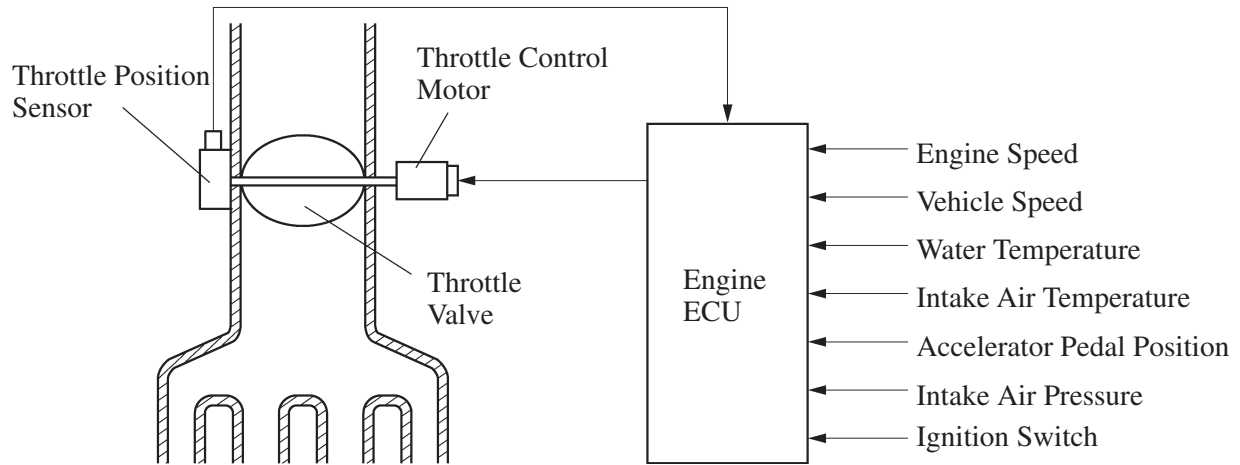 Throttle Position
Sensor
Throttle Control
Motor
Throttle
Valve
Engine
ECU
Engine Speed
Vehicle Speed
Water Temperature
Intake Air Temperature
Accelerator Pedal Position
Intake Air Pressure
Ignition Switch